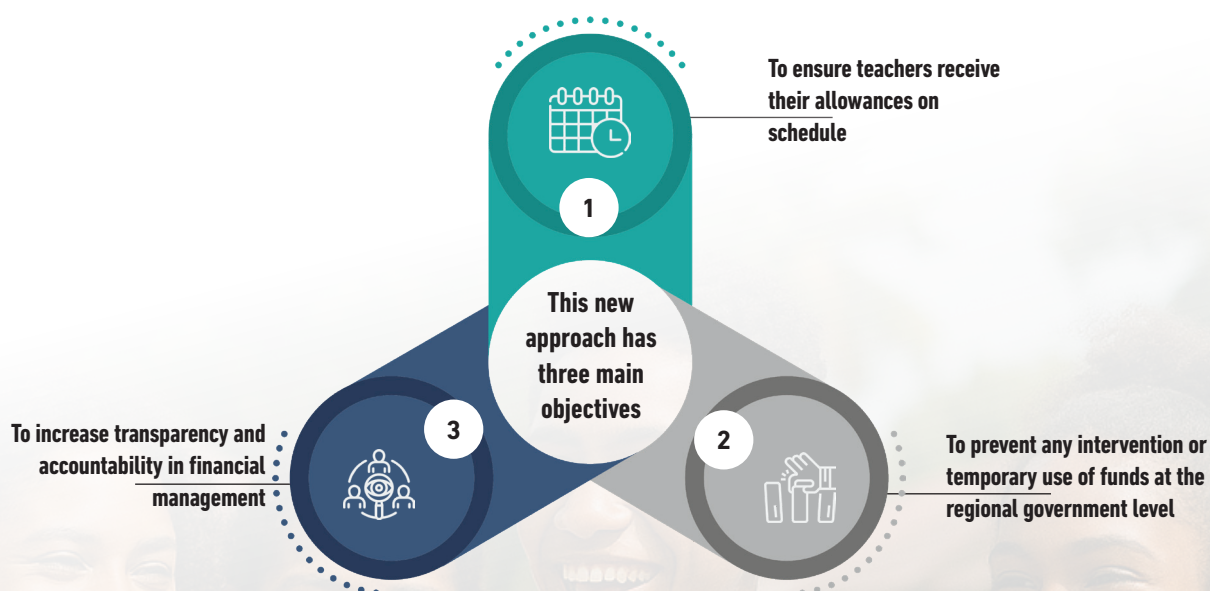 To ensure teachers receive
their allowances on
schedule
1
This new
approach has
three main
objectives
3
2
To increase transparency and
accountability in financial
management
To prevent any intervention or
temporary use of funds at the
regional government level